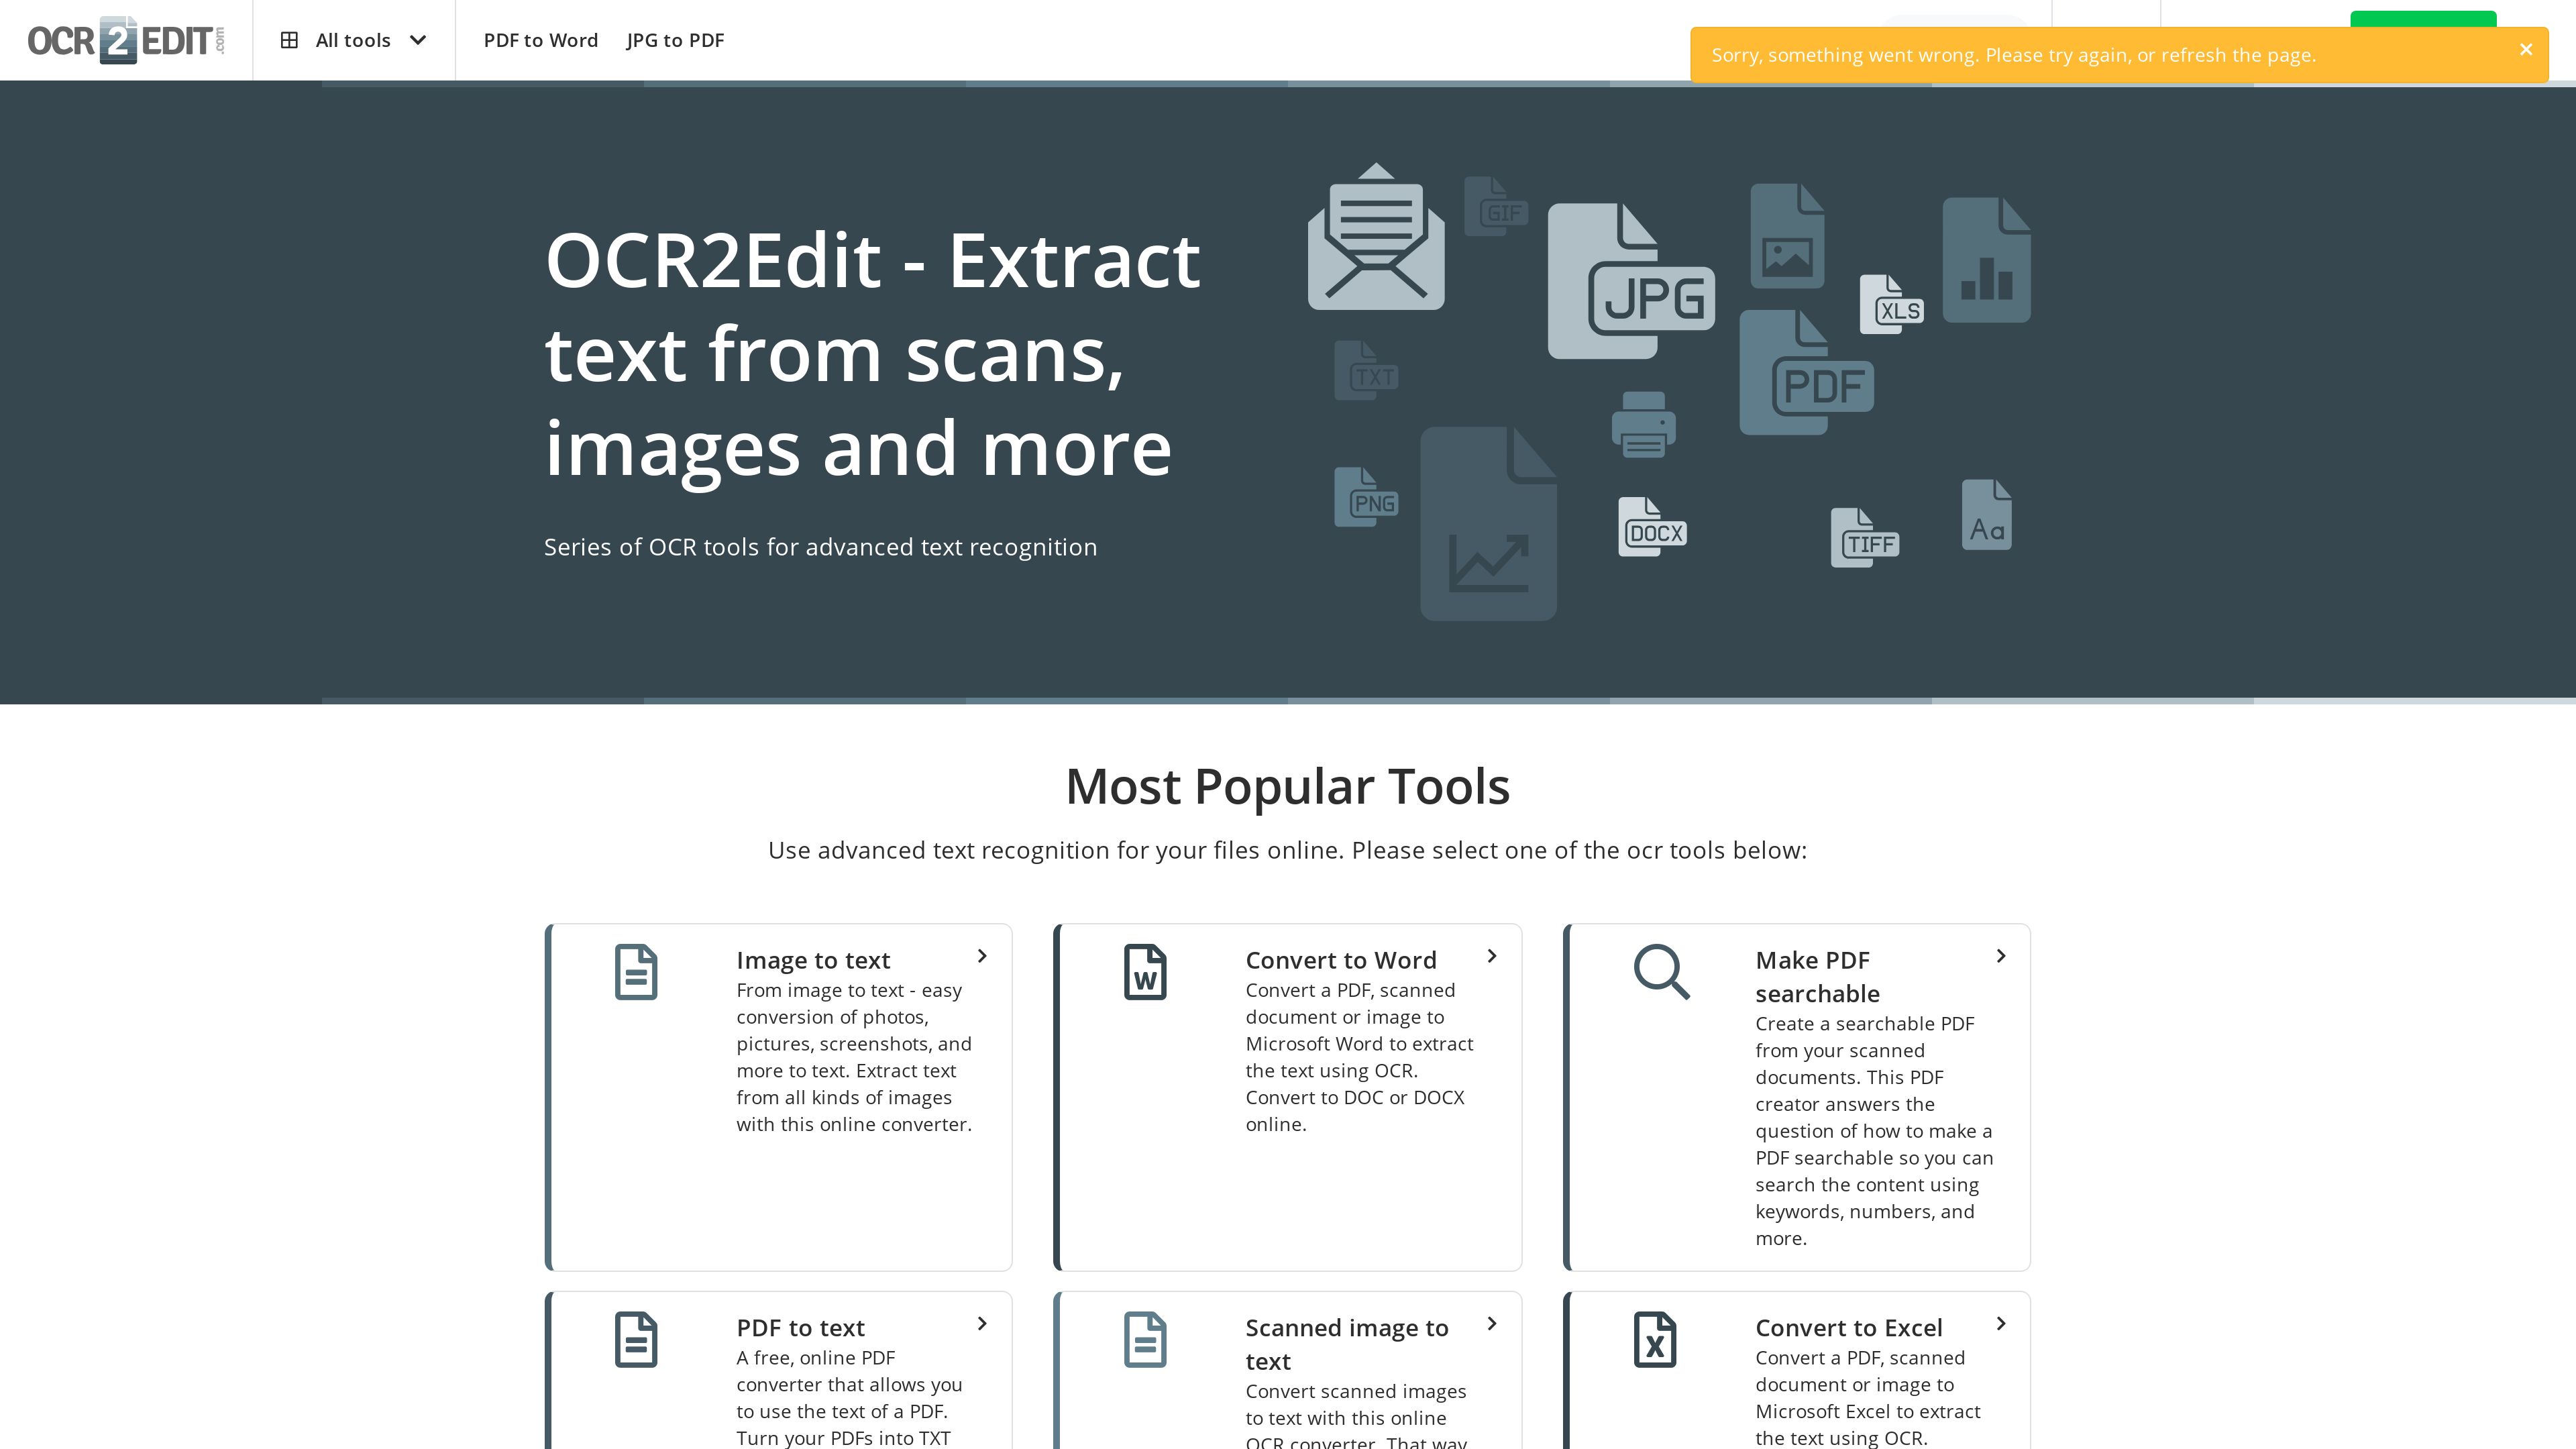 OCR 2 EDIT .com
All tools
PDF to Word
JPG to PDF
Sorry, something went wrong. Please try again, or refresh the page.
OCR2Edit - Extract
text from scans,
images and more
Series of OCR tools for advanced text recognition
GIF
JPG
XLS
TXT
PDF
PNG
DOCX
TIFF
Aa
Most Popular Tools
Use advanced text recognition for your files online. Please select one of the ocr tools below:
Image to text
From image to text - easy
conversion of photos,
pictures, screenshots, and
more to text. Extract text
from all kinds of images
with this online converter.
W
Convert to Word
Convert a PDF, scanned
document or image to
Microsoft Word to extract
the text using OCR.
Convert to DOC or DOCX
online.
Make PDF
searchable
Create a searchable PDF
from your scanned
documents. This PDF
creator answers the
question of how to make a
PDF searchable so you can
search the content using
keywords, numbers, and
more.
PDF to text
A free, online PDF
converter that allows you
to use the text of a PDF.
Turn your PDFs into TXT
Scanned image to
text
Convert scanned images
to text with this online
OCR converter. That way
X
Convert to Excel
Convert a PDF, scanned
document or image to
Microsoft Excel to extract
the text using OCR.